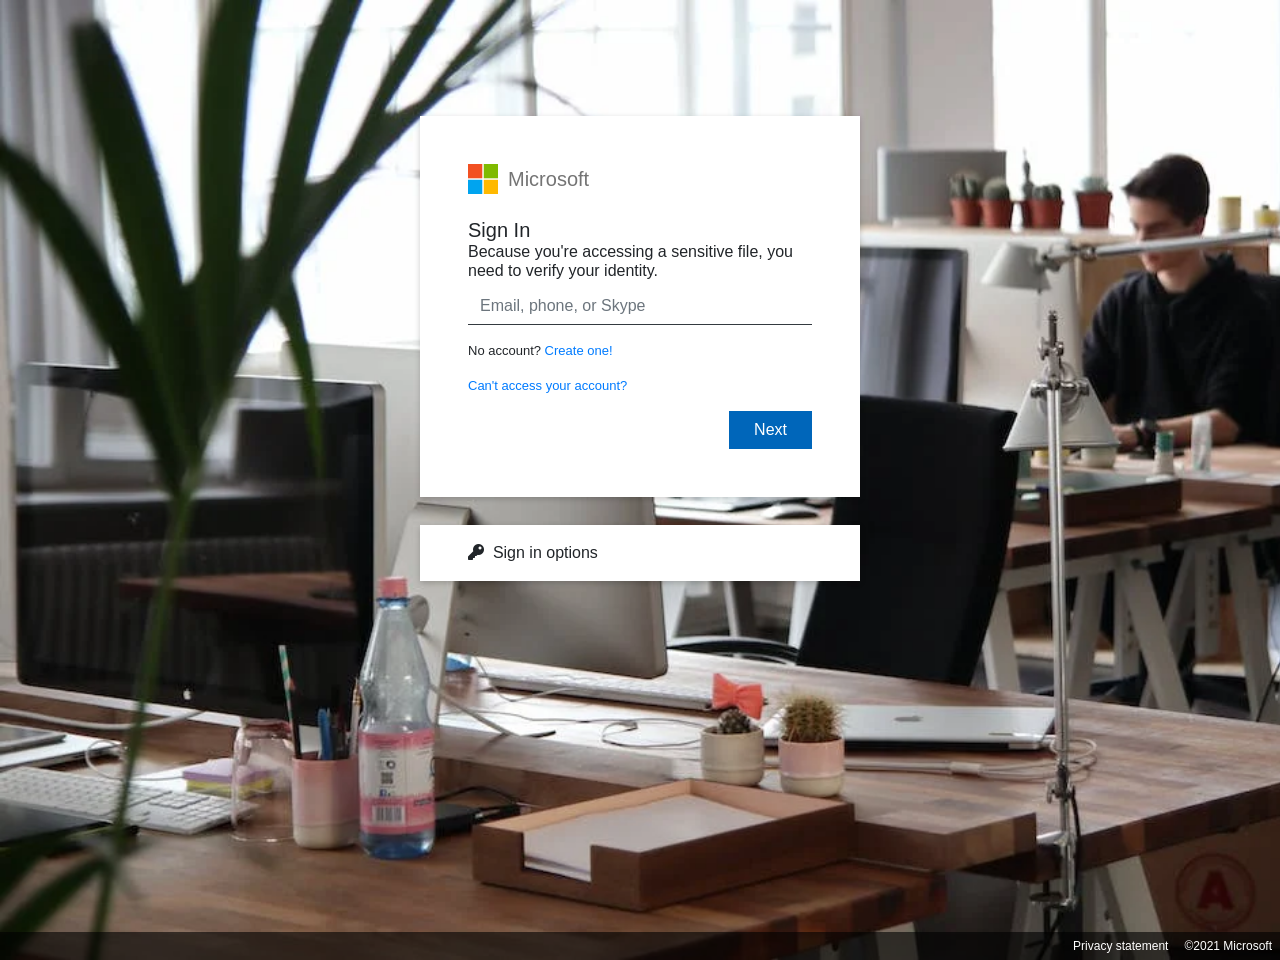 Microsoft
Sign In
Because you're accessing a sensitive file, you
need to verify your identity.
Email, phone, or Skype
No account? Create one!
Can't access your account?
Next
Sign in options
A
Privacy statement ©2021 Microsoft